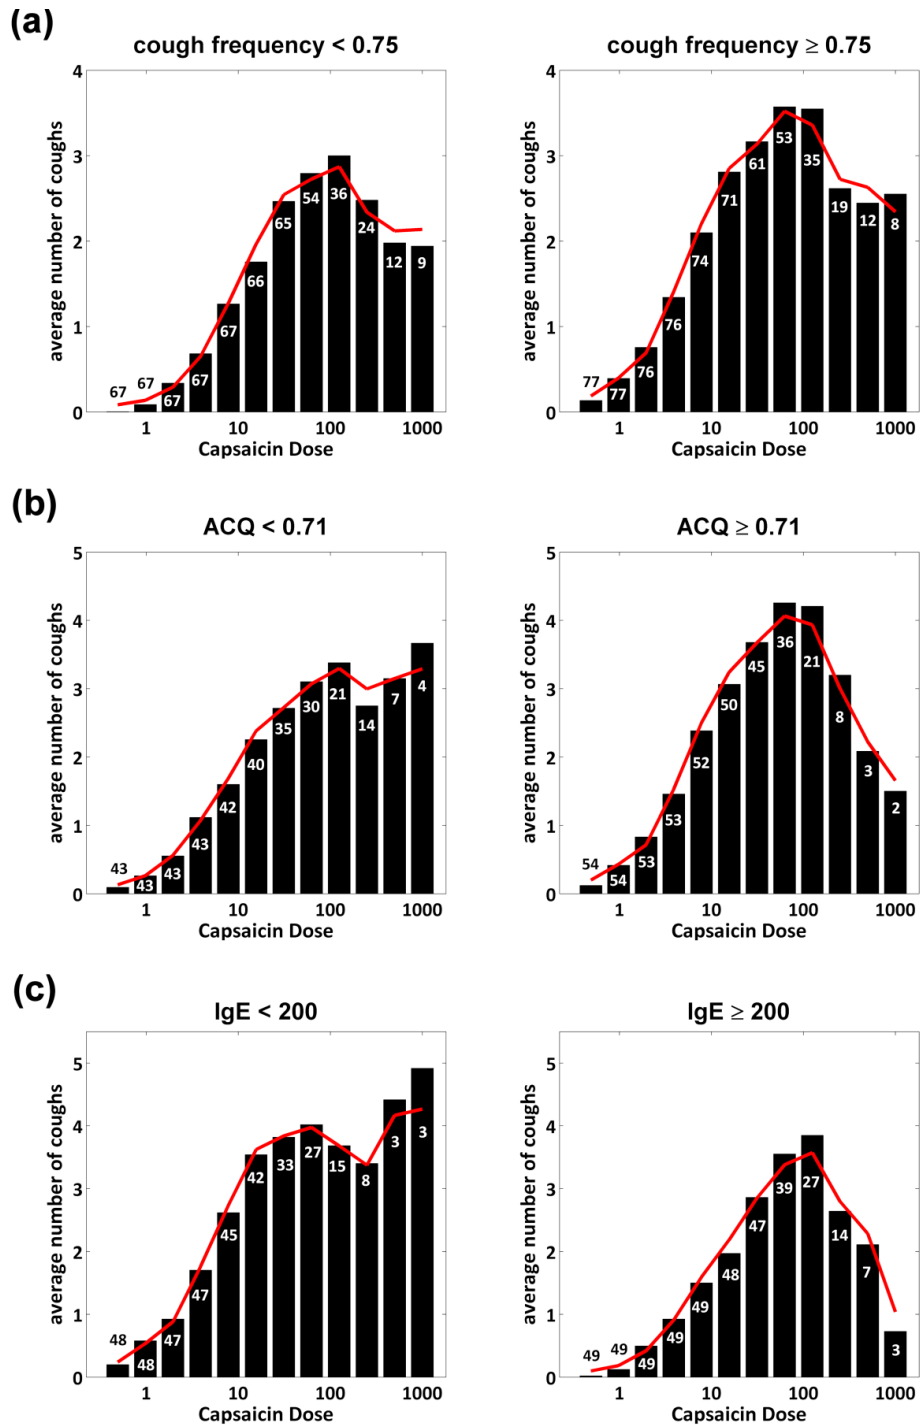 (a)
cough frequency < 0.75
average number of coughs
4
3
2
1
0
67 67 67 67 67 66 65 54 36 24 12 9
1 10 100 1000
Capsaicin Dose
cough frequency ≥ 0.75
average number of coughs
4
3
2
1
0
77 77 76 76 74 71 61 53 35 19 12 8
1 10 100 1000
Capsaicin Dose
(b)
ACQ < 0.71
average number of coughs
5
4
3
2
1
0
43 43 43 43 42 40 35 30 21 14 7 4
1 10 100 1000
Capsaicin Dose
ACQ ≥ 0.71
average number of coughs
5
4
3
2
1
0
54 54 53 53 52 50 45 36 21 8 3 2
1 10 100 1000
Capsaicin Dose
(c)
IgE < 200
average number of coughs
5
4
3
2
1
0
48 48 47 47 45 42 33 27 15 8 3 3
1 10 100 1000
Capsaicin Dose
IgE ≥ 200
average number of coughs
5
4
3
2
1
0
49 49 49 49 49 48 47 39 27 14 7 3
1 10 100 1000
Capsaicin Dose